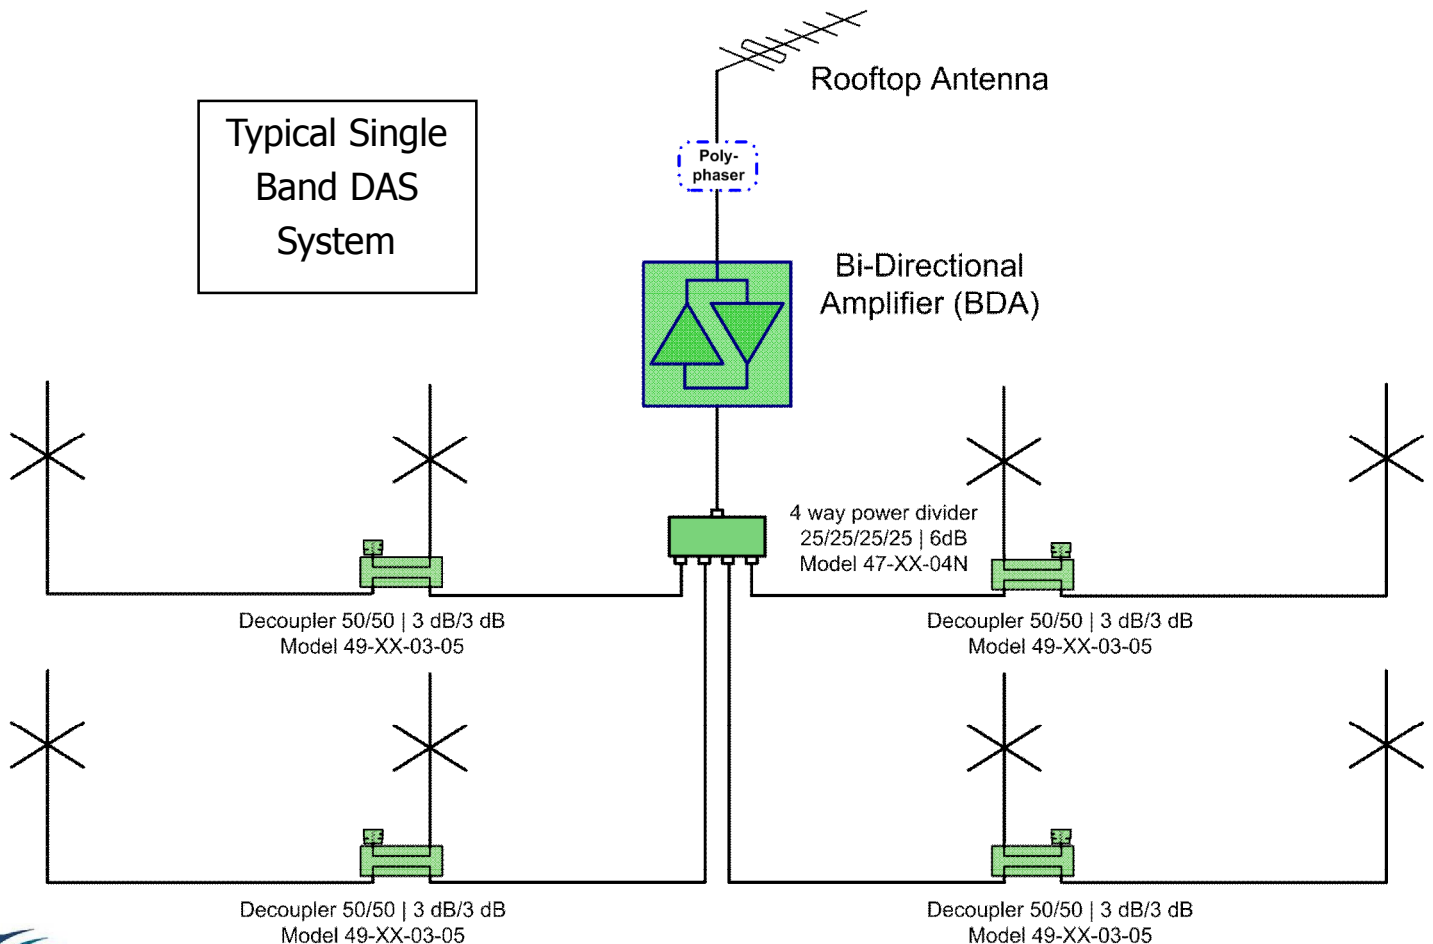 Rooftop Antenna
Typical Single
Band DAS
System
Poly-
phaser
Bi-Directional
Amplifier (BDA)
4 way power divider
25/25/25/25 | 6dB
Model 47-XX-04N
Decoupler 50/50 | 3 dB/3 dB
Model 49-XX-03-05
Decoupler 50/50 | 3 dB/3 dB
Model 49-XX-03-05
Decoupler 50/50 | 3 dB/3 dB
Model 49-XX-03-05
Decoupler 50/50 | 3 dB/3 dB
Model 49-XX-03-05